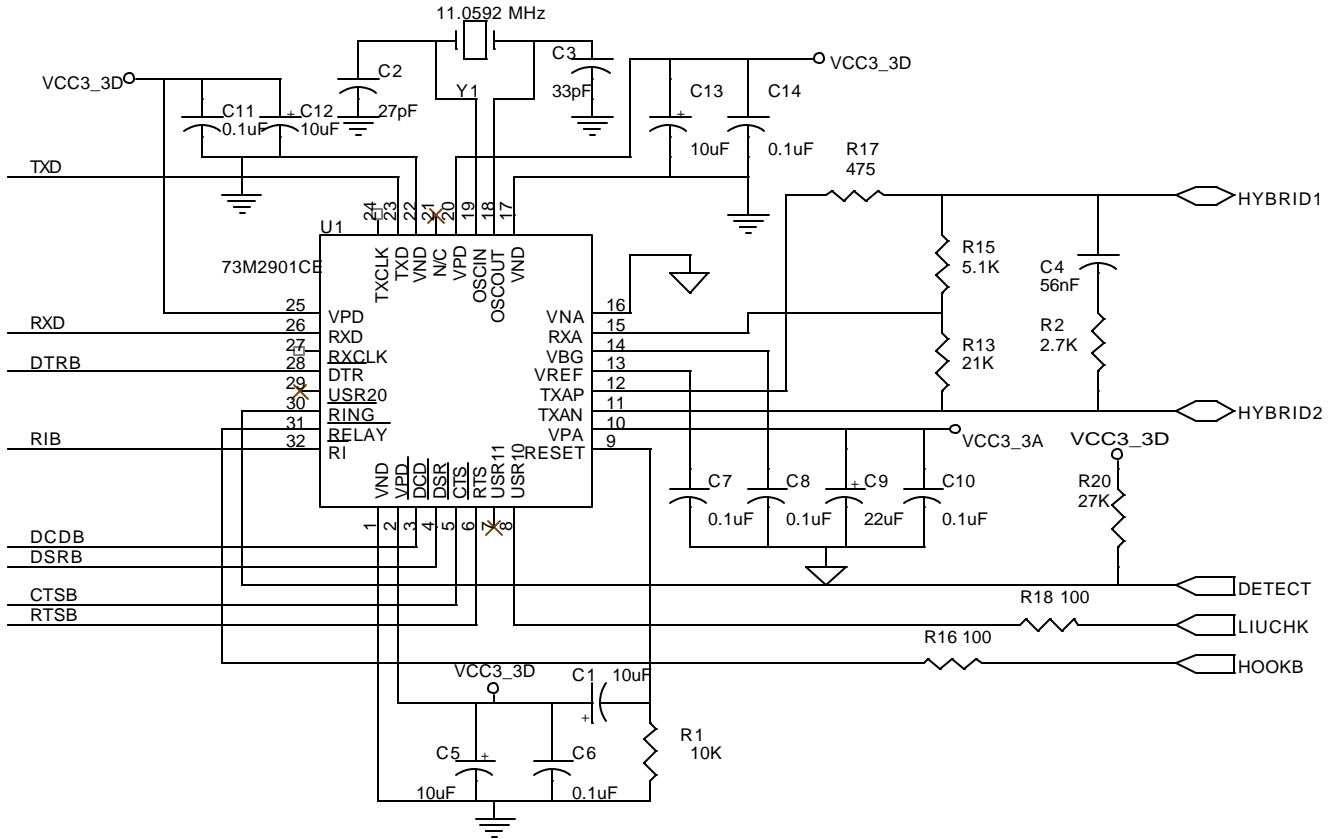 11.0592 MHz
C2
27pF
Y1
C3
33pF
VCC3_3D
C11
0.1uF
C12
10uF
+
VCC3_3D
C13
10uF
+
C14
0.1uF
TXD
R17
475
HYBRID1
24 23 22 21 20 19 18 17
U1
73M2901CE
TXCLK TXD VND N/C VPD OSCIN OSCOUT VND
R15
5.1K
C4
56nF
25 VPD
26 RXD
27 RXCLK
28 DTR
29 USR20
30 RING
31 RELAY
32 RI
RXD
DTRB
RIB
VNA 16
RXA 15
VBG 14
VREF 13
TXAP 12
TXAN 11
VPA 10
RESET 9
R13
21K
R2
2.7K
HYBRID2
VCC3_3A
VCC3_3D
R20
27K
VND VPD DCD DSR CTS RTS USR11 USR10
1 2 3 4 5 6 7 8
C7
0.1uF
C8
0.1uF
+
C9
22uF
C10
0.1uF
DCDB
DSRB
CTSB
RTSB
DETECT
R18 100
LIUCHK
R16 100
HOOKB
VCC3_3D
C1
10uF
+
C5
10uF
+
C6
0.1uF
R1
10K